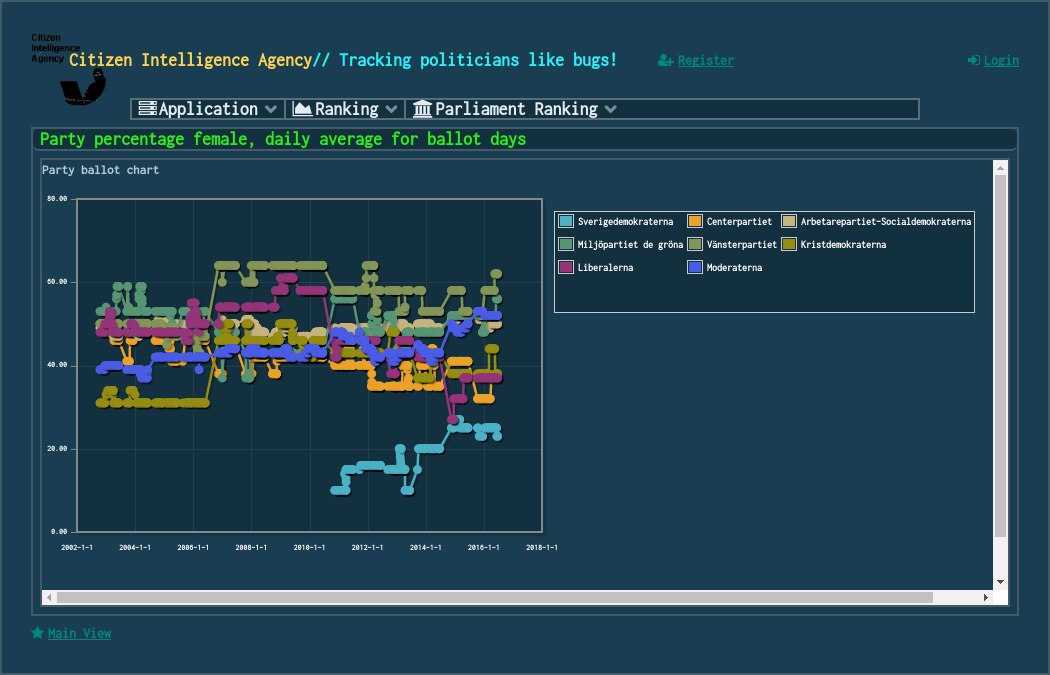 Citizen
Intelligence
Agency
Citizen Intelligence Agency// Tracking politicians like bugs!
Register
Login
Application
Ranking
Parliament Ranking
Party percentage female, daily average for ballot days
Party ballot chart
80.00
60.00
40.00
20.00
0.00
2002-1-1 2004-1-1 2006-1-1 2008-1-1 2010-1-1 2012-1-1 2014-1-1 2016-1-1 2018-1-1
Sverigedemokraterna Centerpartiet Arbetarepartiet-Socialdemokraterna
Miljöpartiet de gröna Vänsterpartiet Kristdemokraterna
Liberalerna Moderaterna
Main View